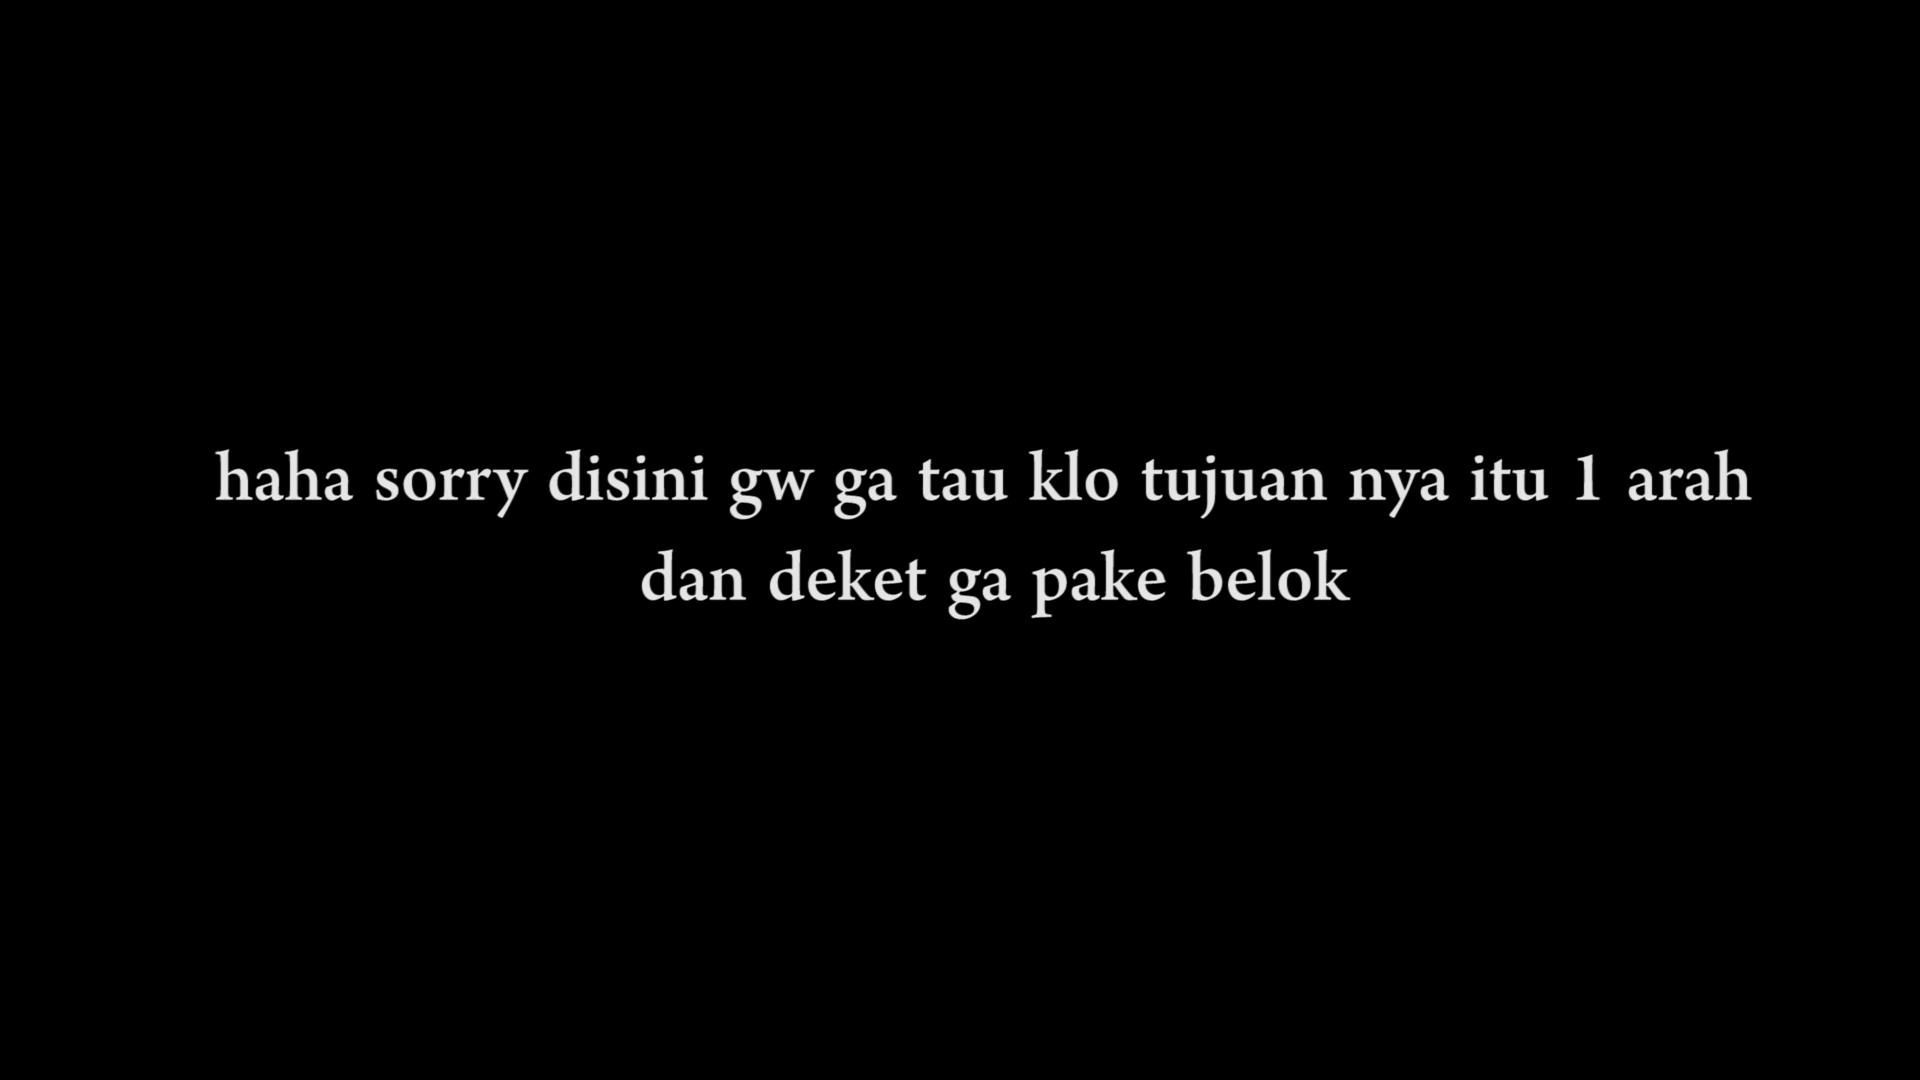 haha sorry disini gw ga tau klo tujuan nya itu 1 arah
dan deket ga pake belok